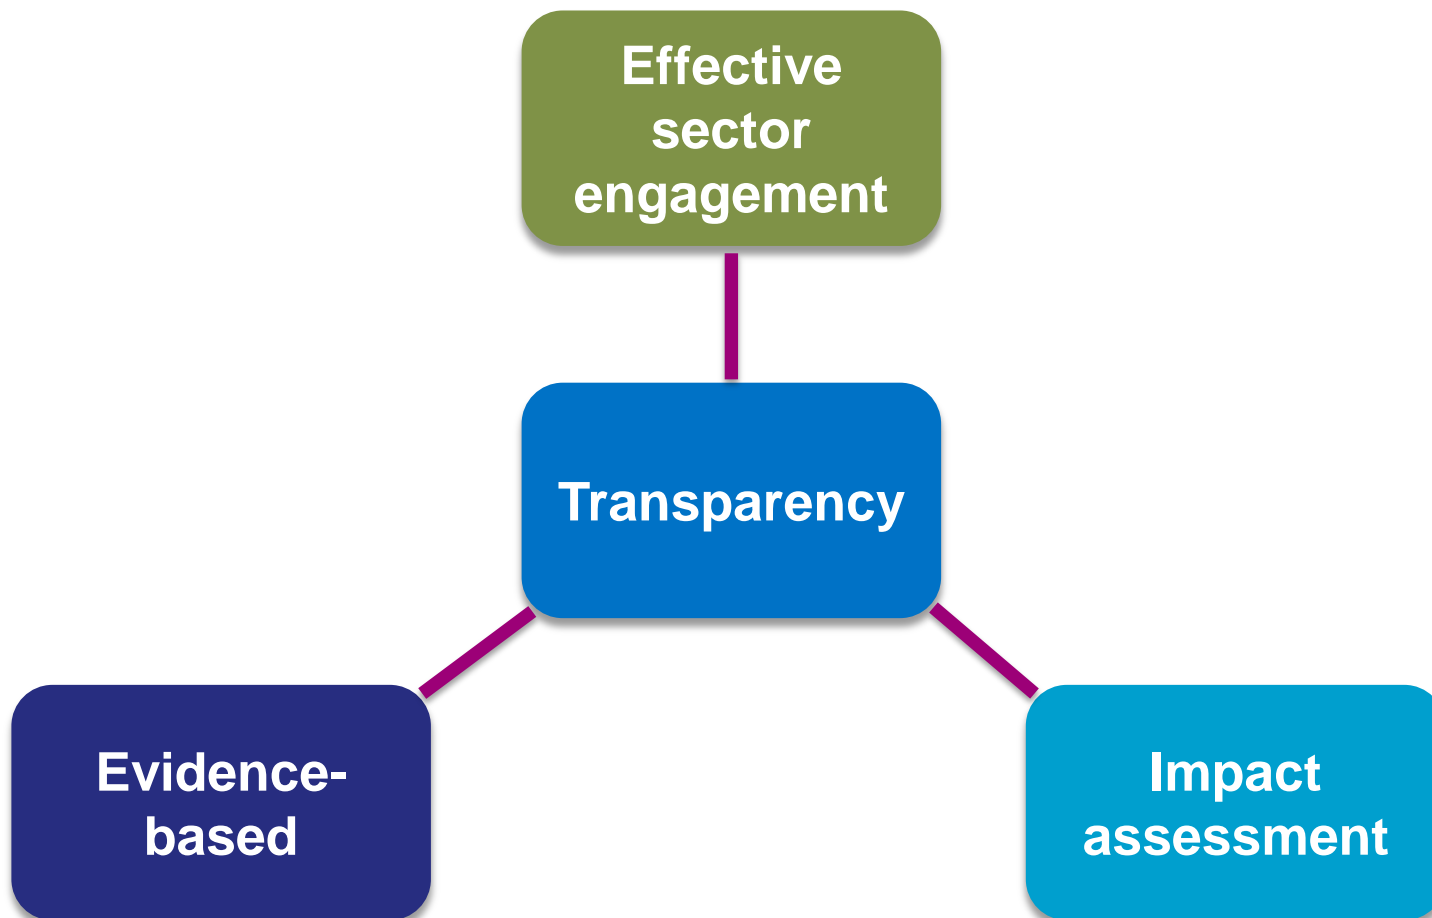 Effective
sector
engagement
Transparency
Evidence-
based
Impact
assessment